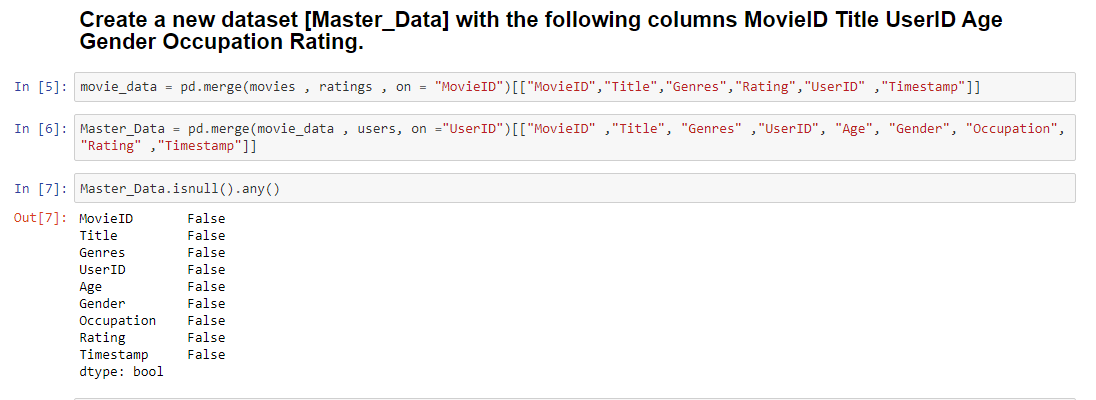 Create a new dataset [Master_Data] with the following columns MovieID Title UserID Age
Gender Occupation Rating.
In [5]: movie_data = pd.merge(movies , ratings , on = "MovieID")[["MovieID","Title","Genres","Rating","UserID" ,"Timestamp"]]
In [6]: Master_Data = pd.merge(movie_data , users, on ="UserID")[["MovieID" ,"Title", "Genres" ,"UserID", "Age", "Gender", "Occupation",
"Rating" ,"Timestamp"]]
In [7]: Master_Data.isnull().any()
Out[7]: MovieID False
Title False
Genres False
UserID False
Age False
Gender False
Occupation False
Rating False
Timestamp False
dtype: bool